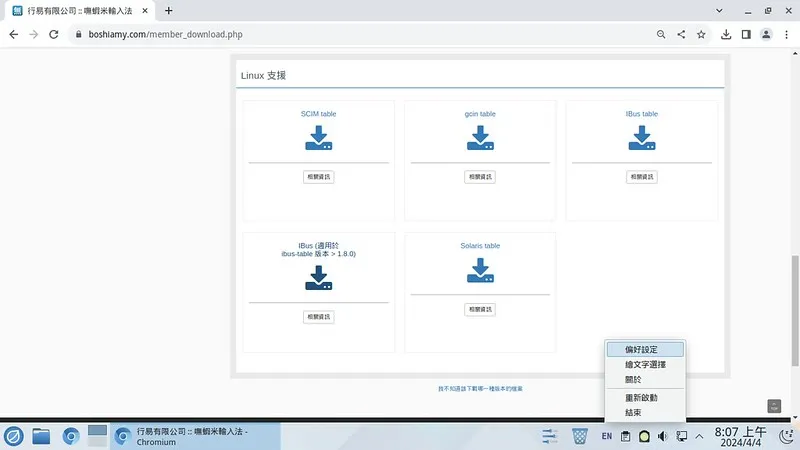 行易有限公司 :: 嘸蝦米輸入法
boshiamy.com/member_download.php
Linux 支援
SCIM table
gcin table
IBus table
相關資訊
相關資訊
相關資訊
IBus (適用於
ibus-table 版本 > 1.8.0)
Solaris table
相關資訊
相關資訊
偏好設定
繪文字選擇
關於
重新啟動
結束
我不知道該下載哪一種版本的檔案
TOP
行易有限公司 :: 嘸蝦米輸入法 -
Chromium
EN
8:07 上午
2024/4/4